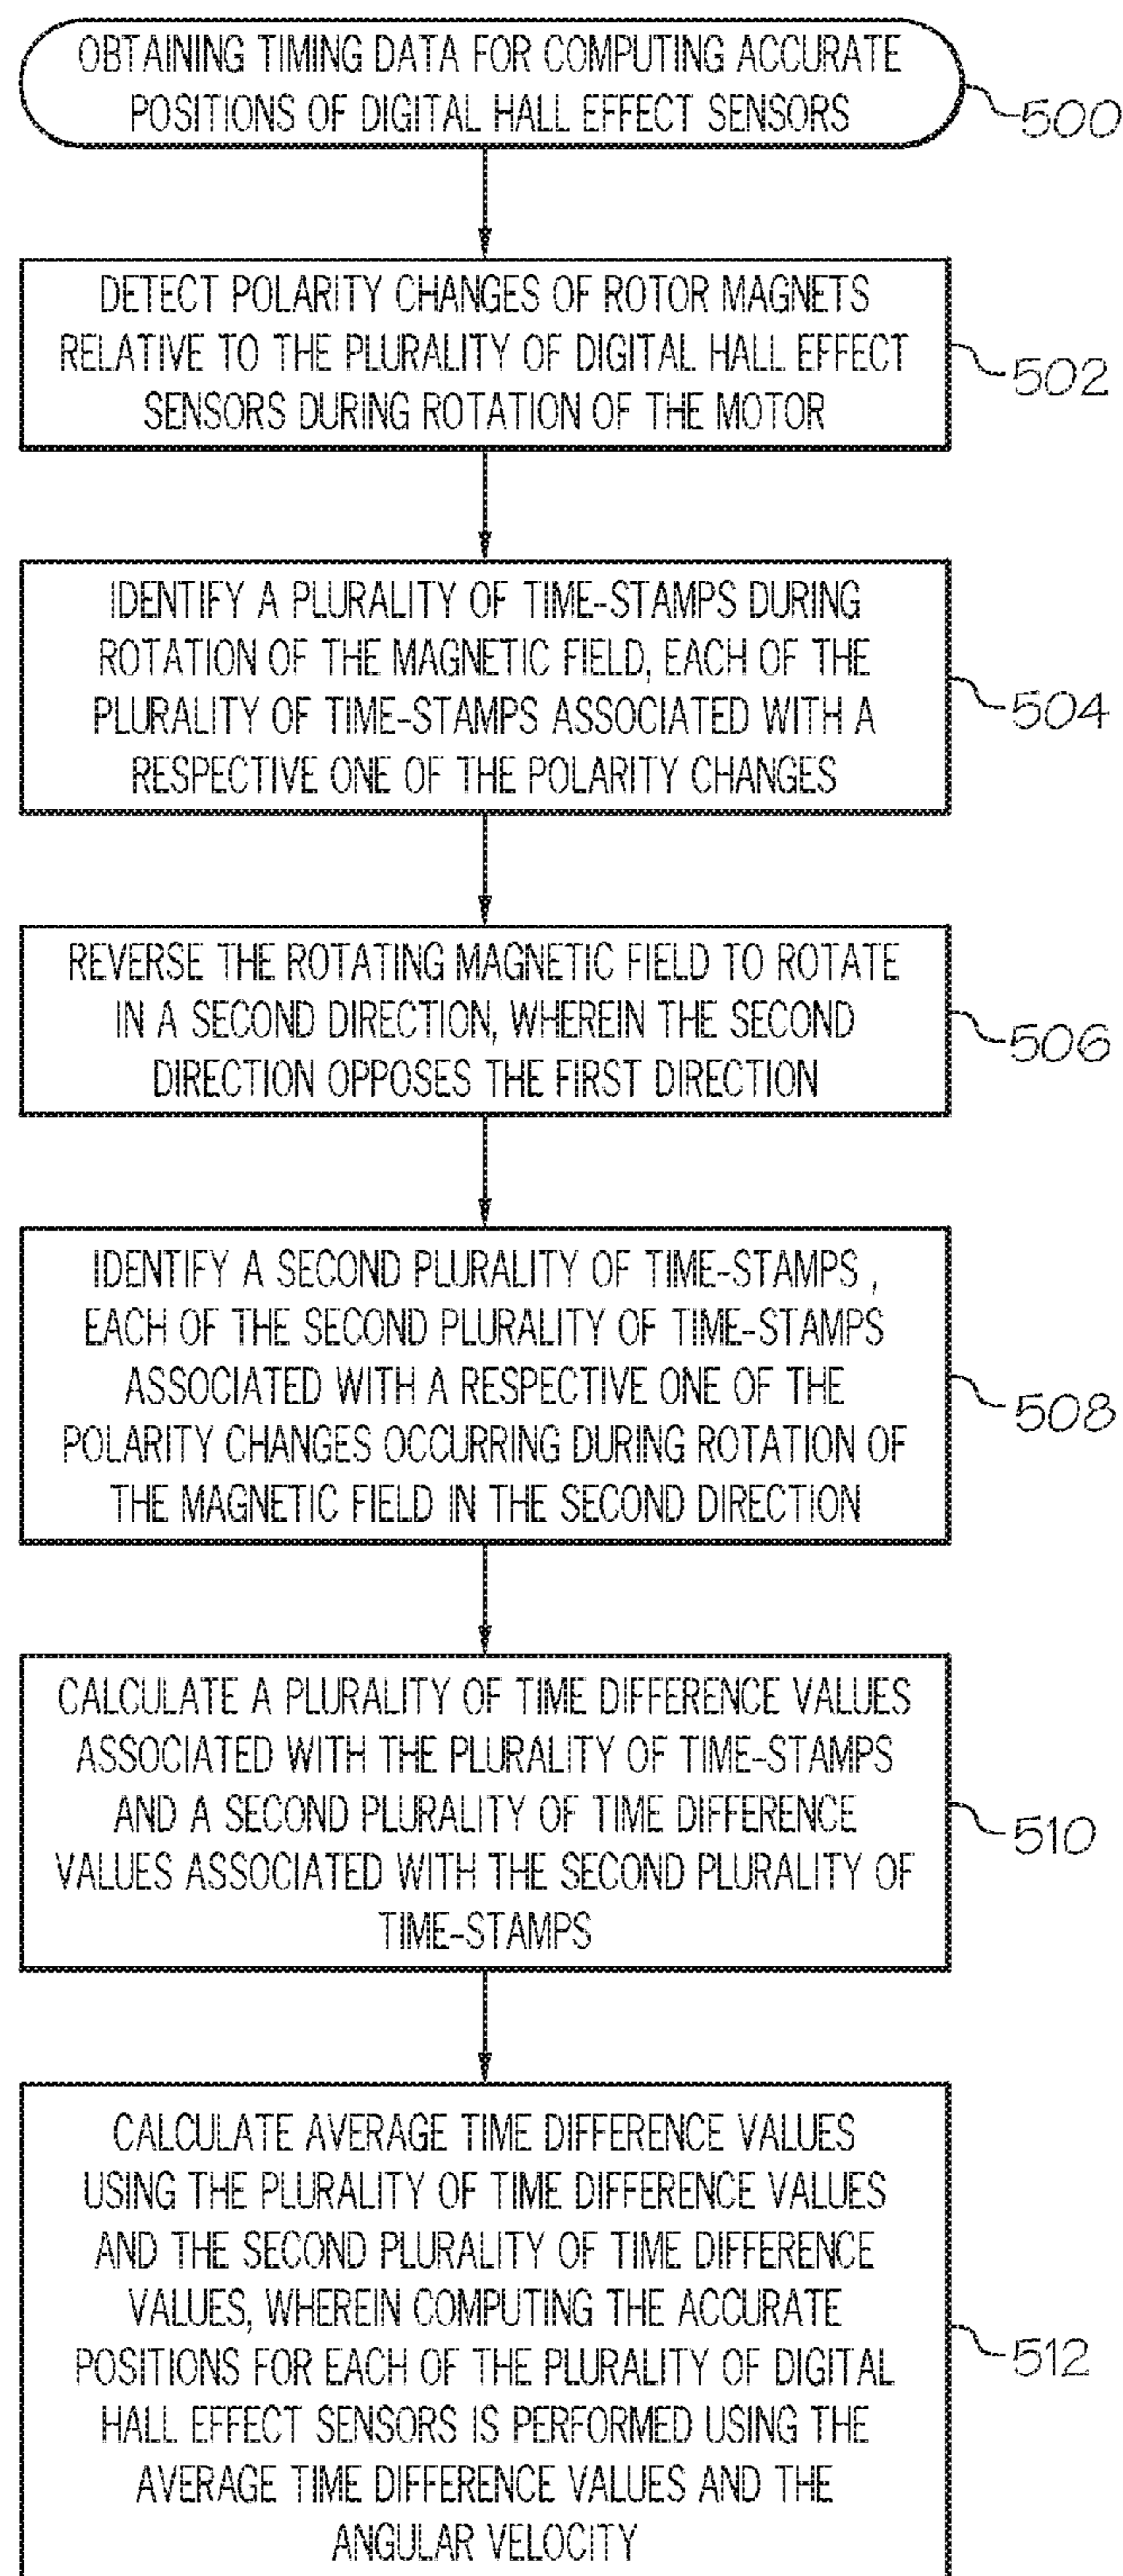 OBTAINING TIMING DATA FOR COMPUTING ACCURATE
POSITIONS OF DIGITAL HALL EFFECT SENSORS
500
DETECT POLARITY CHANGES OF ROTOR MAGNETS
RELATIVE TO THE PLURALITY OF DIGITAL HALL EFFECT
SENSORS DURING ROTATION OF THE MOTOR
502
IDENTIFY A PLURALITY OF TIME-STAMPS DURING
ROTATION OF THE MAGNETIC FIELD, EACH OF THE
PLURALITY OF TIME-STAMPS ASSOCIATED WITH A
RESPECTIVE ONE OF THE POLARITY CHANGES
504
REVERSE THE ROTATING MAGNETIC FIELD TO ROTATE
IN A SECOND DIRECTION, WHEREIN THE SECOND
DIRECTION OPPOSES THE FIRST DIRECTION
506
IDENTIFY A SECOND PLURALITY OF TIME-STAMPS ,
EACH OF THE SECOND PLURALITY OF TIME-STAMPS
ASSOCIATED WITH A RESPECTIVE ONE OF THE
POLARITY CHANGES OCCURRING DURING ROTATION OF
THE MAGNETIC FIELD IN THE SECOND DIRECTION
508
CALCULATE A PLURALITY OF TIME DIFFERENCE VALUES
ASSOCIATED WITH THE PLURALITY OF TIME-STAMPS
AND A SECOND PLURALITY OF TIME DIFFERENCE
VALUES ASSOCIATED WITH THE SECOND PLURALITY OF
TIME-STAMPS
510
CALCULATE AVERAGE TIME DIFFERENCE VALUES
USING THE PLURALITY OF TIME DIFFERENCE VALUES
AND THE SECOND PLURALITY OF TIME DIFFERENCE
VALUES, WHEREIN COMPUTING THE ACCURATE
POSITIONS FOR EACH OF THE PLURALITY OF DIGITAL
HALL EFFECT SENSORS IS PERFORMED USING THE
AVERAGE TIME DIFFERENCE VALUES AND THE
ANGULAR VELOCITY
512